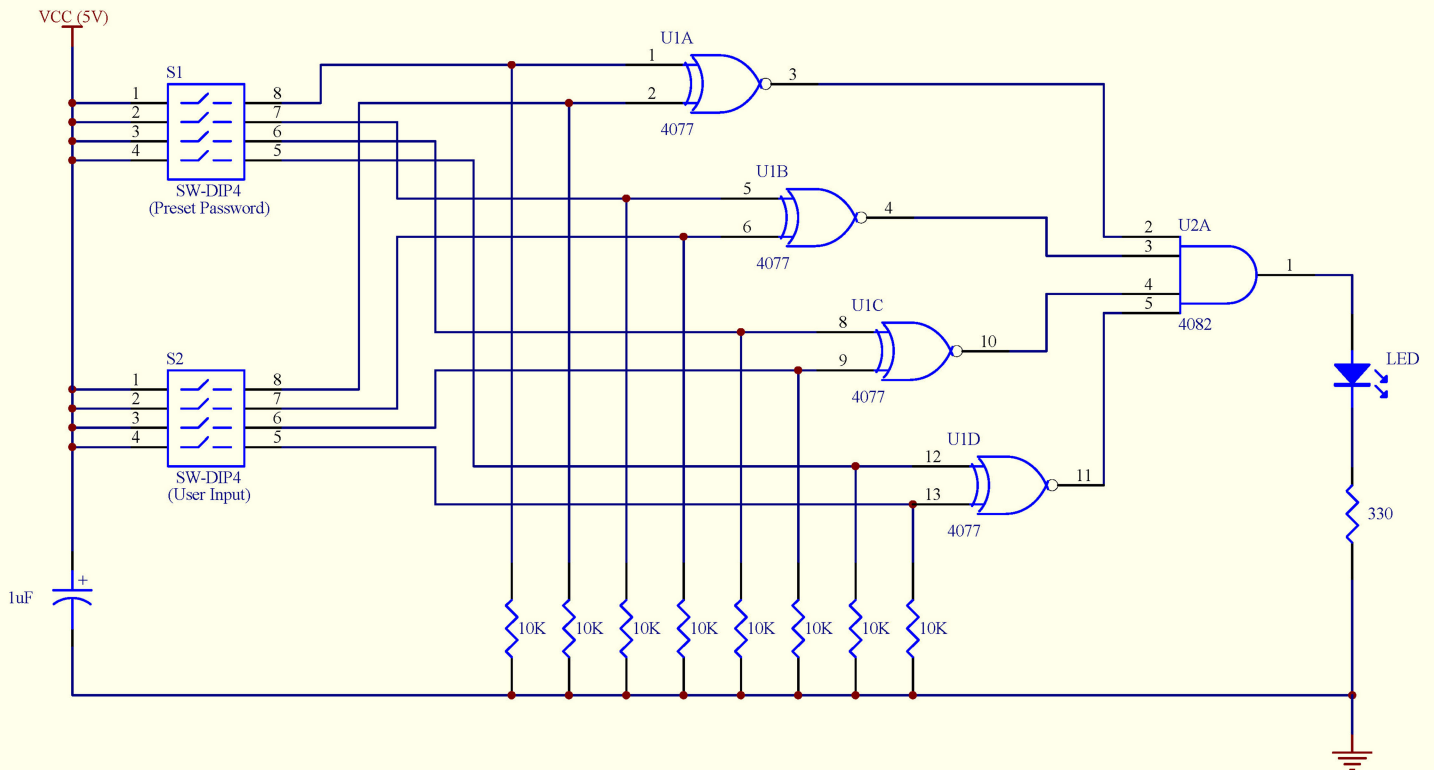 VCC (5V)
S1
1 8
2 7
3 6
4 5
SW-DIP4
(Preset Password)
S2
1 8
2 7
3 6
4 5
SW-DIP4
(User Input)
+
1uF
U1A
1
2
3
4077
U1B
5
6
4
4077
U1C
8
9
10
4077
U1D
12
13
11
4077
U2A
2
3
4
5
1
4082
LED
330
10K 10K 10K 10K 10K 10K 10K 10K